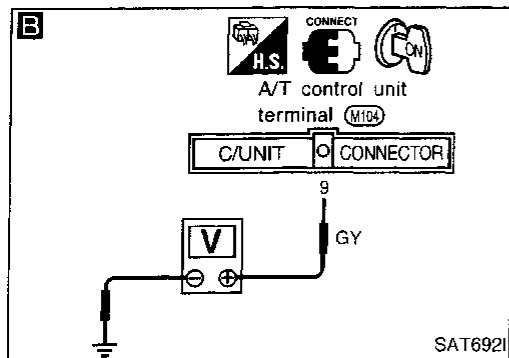 B
CONNECT
H.S.
ON
A/T control unit
terminal M104
C/UNIT CONNECTOR
9
GY
V
SAT692I